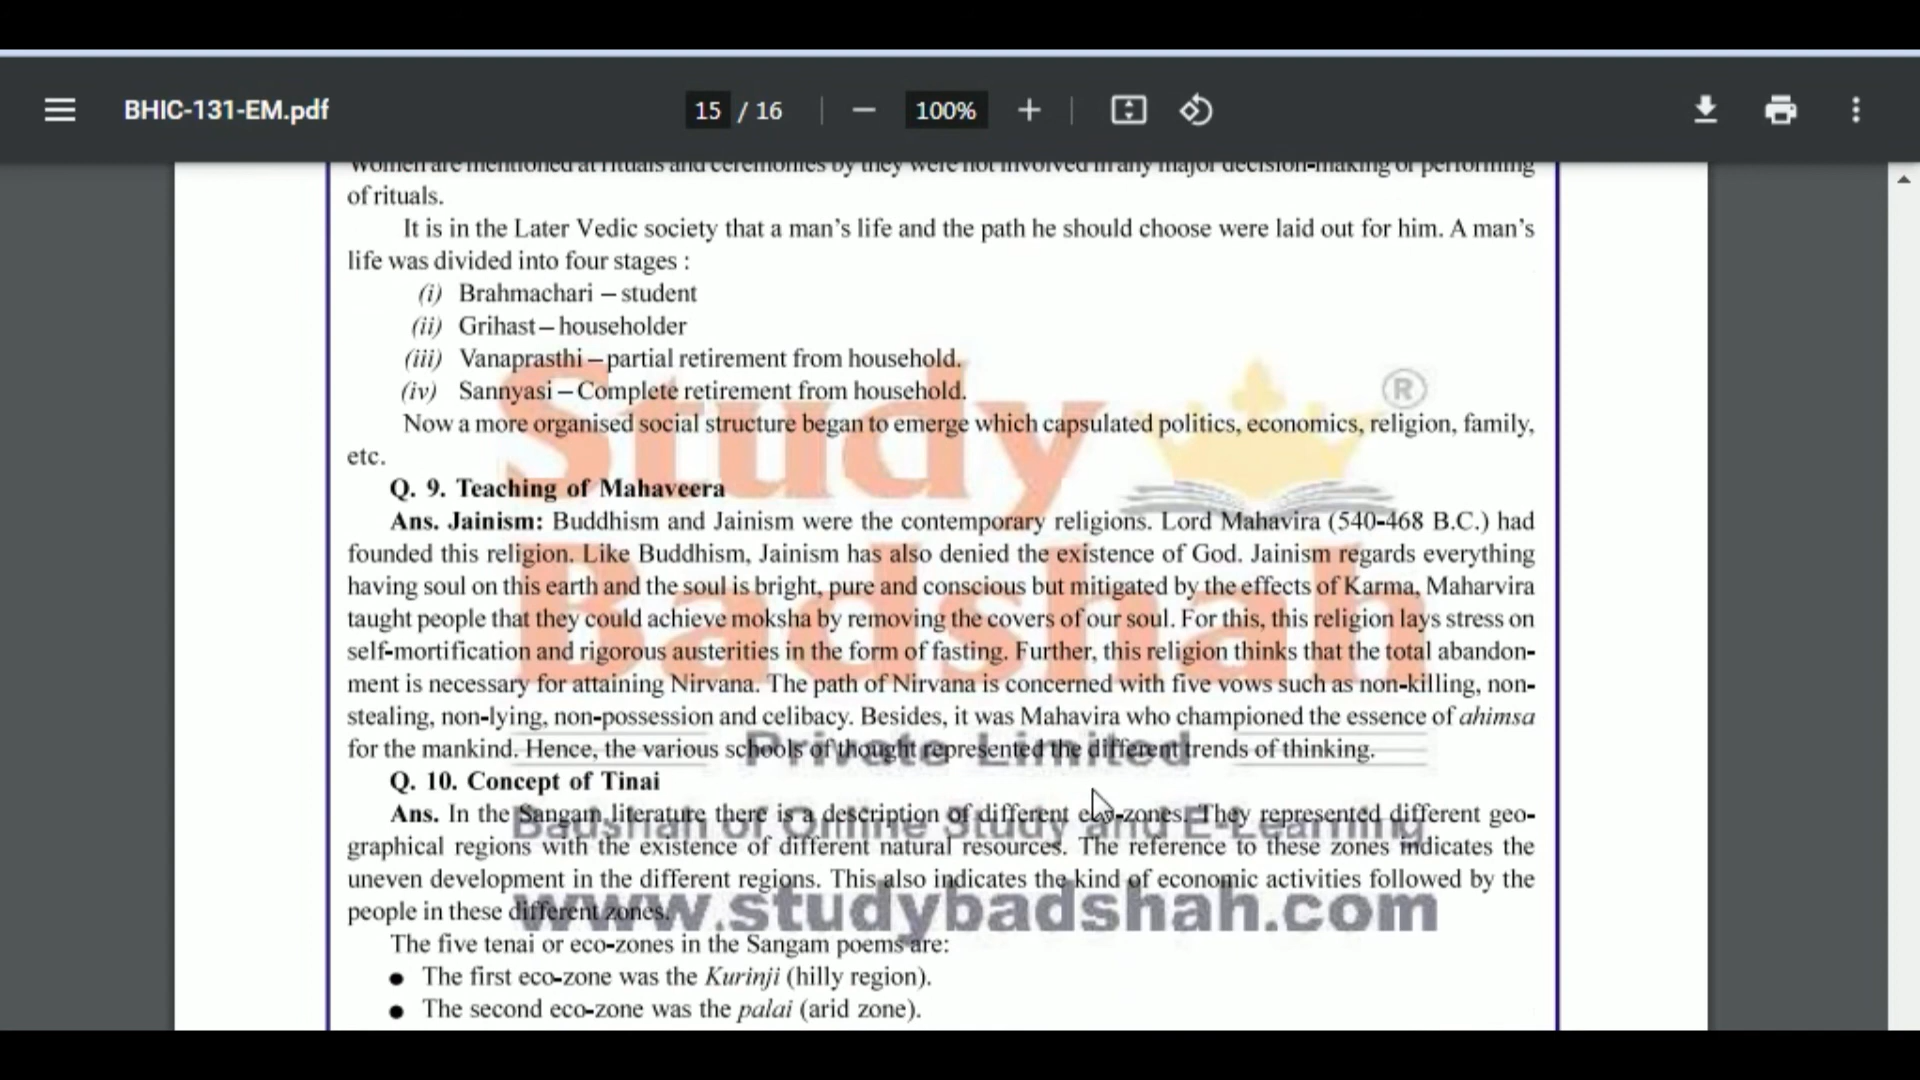 BHIC-131-EM.pdf
15 / 16
100%
Women are mentioned at rituals and ceremonies by they were not involved in any major decision-making or performing
of rituals.
It is in the Later Vedic society that a man's life and the path he should choose were laid out for him. A man's
life was divided into four stages :
(i) Brahmachari – student
(ii) Grihast – householder
(iii) Vanaprasthi – partial retirement from household.
(iv) Sannyasi – Complete retirement from household.
Now a more organised social structure began to emerge which capsulated politics, economics, religion, family,
etc.
Q. 9. Teaching of Mahaveera
Ans. Jainism: Buddhism and Jainism were the contemporary religions. Lord Mahavira (540-468 B.C.) had
founded this religion. Like Buddhism, Jainism has also denied the existence of God. Jainism regards everything
having soul on this earth and the soul is bright, pure and conscious but mitigated by the effects of Karma, Maharvira
taught people that they could achieve moksha by removing the covers of our soul. For this, this religion lays stress on
self-mortification and rigorous austerities in the form of fasting. Further, this religion thinks that the total abandon-
ment is necessary for attaining Nirvana. The path of Nirvana is concerned with five vows such as non-killing, non-
stealing, non-lying, non-possession and celibacy. Besides, it was Mahavira who championed the essence of ahimsa
for the mankind. Hence, the various schools of thought represented the different trends of thinking.
Q. 10. Concept of Tinai
Ans. In the Sangam literature there is a description of different eco-zones. They represented different geo-
graphical regions with the existence of different natural resources. The reference to these zones indicates the
uneven development in the different regions. This also indicates the kind of economic activities followed by the
people in these different zones.
The five tenai or eco-zones in the Sangam poems are:
● The first eco-zone was the Kurinji (hilly region).
● The second eco-zone was the palai (arid zone).
Study
®
Badshah
Private Limited
Badshah of Online Study and E-Learning
www.studybadshah.com